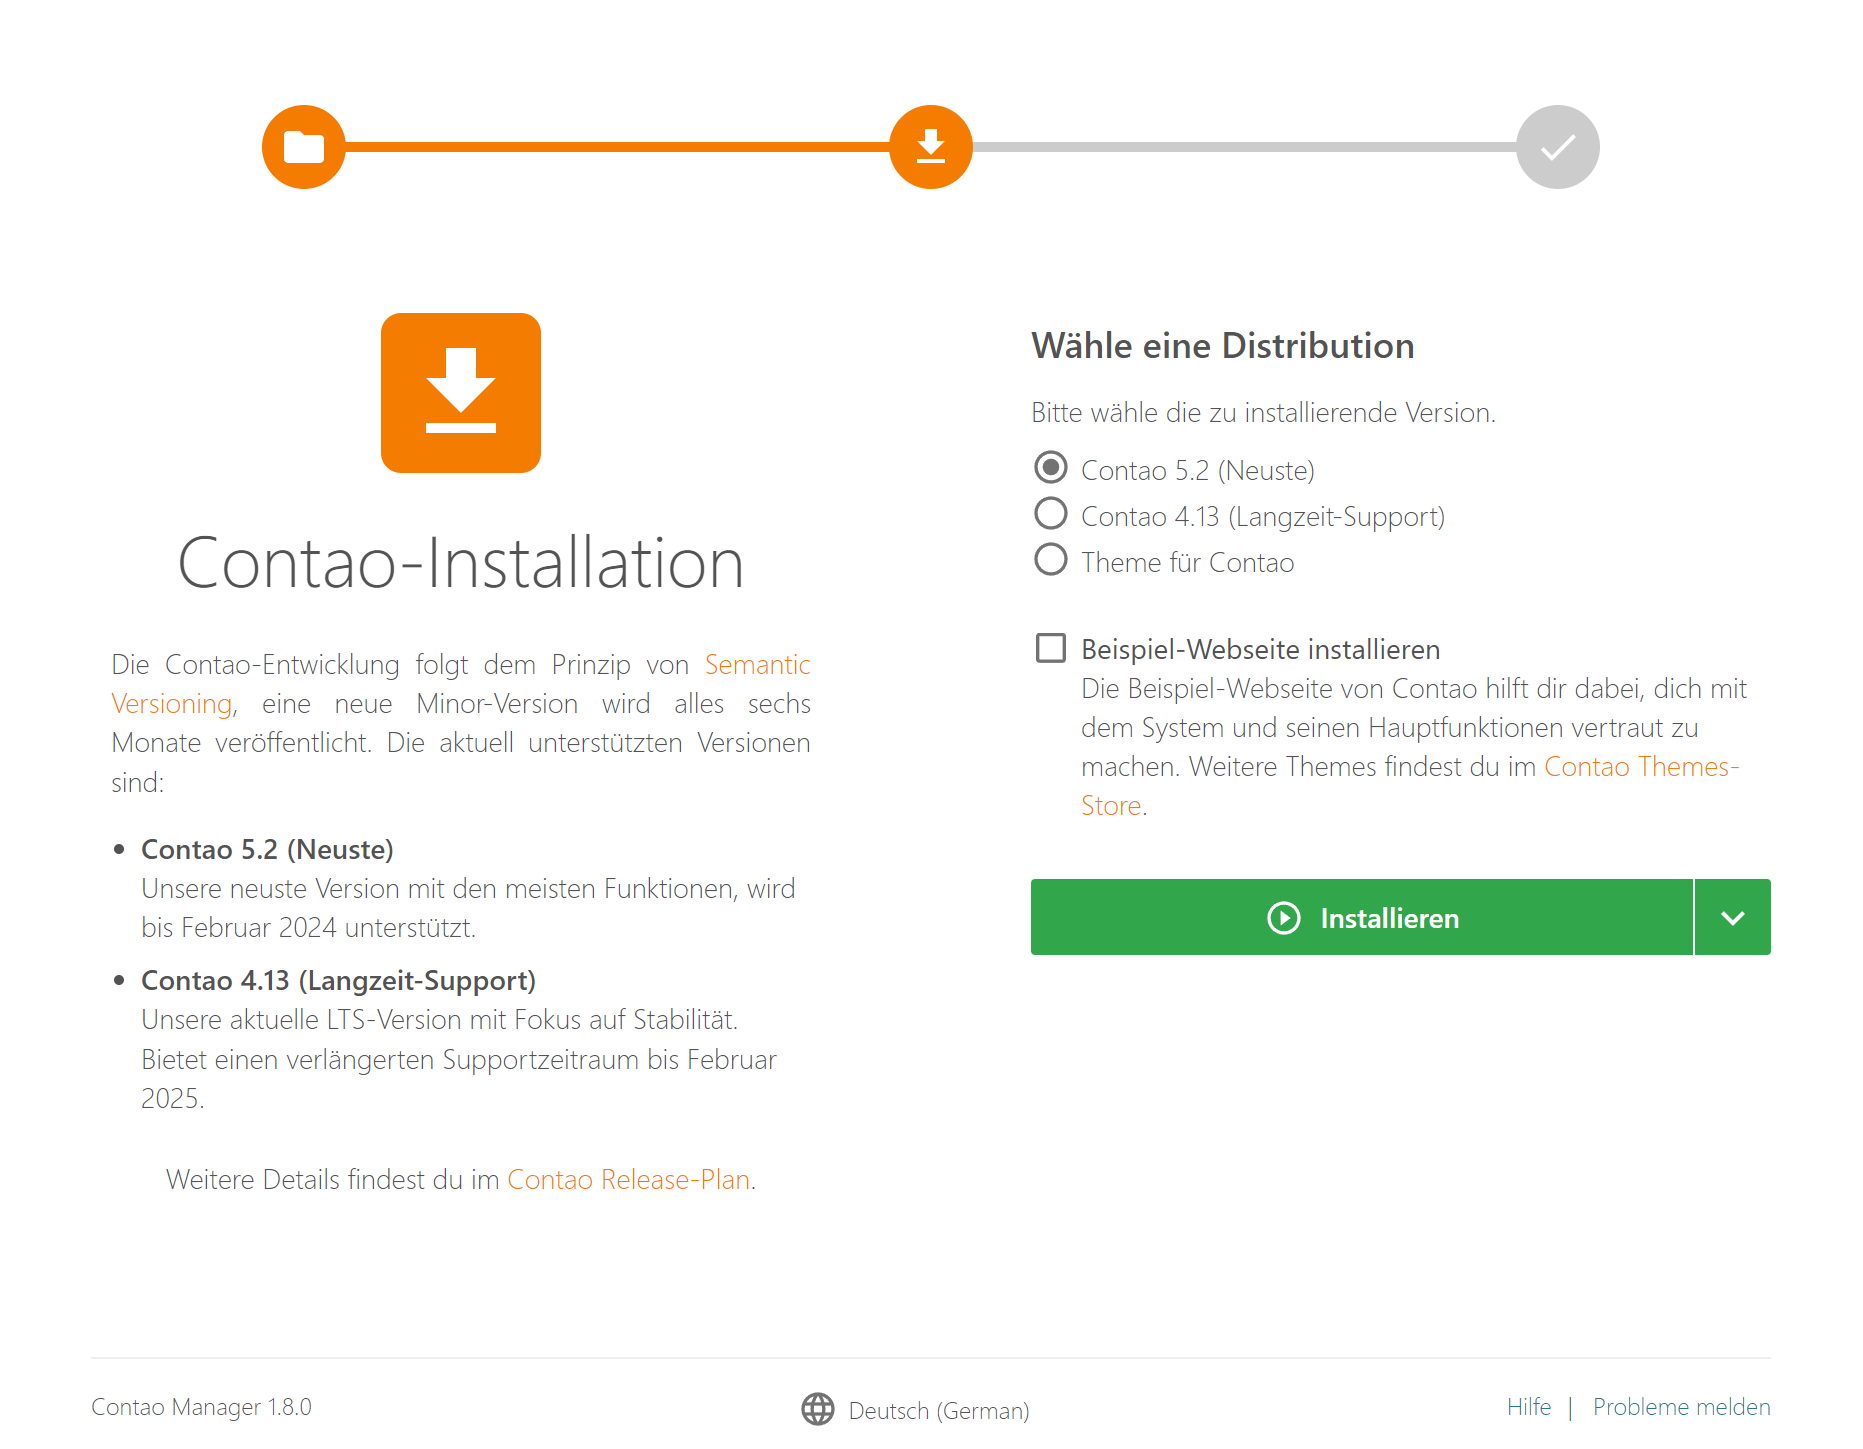 Contao-Installation
Die Contao-Entwicklung folgt dem Prinzip von Semantic
Versioning, eine neue Minor-Version wird alles sechs
Monate veröffentlicht. Die aktuell unterstützten Versionen
sind:
Contao 5.2 (Neuste)
Unsere neuste Version mit den meisten Funktionen, wird
bis Februar 2024 unterstützt.
Contao 4.13 (Langzeit-Support)
Unsere aktuelle LTS-Version mit Fokus auf Stabilität.
Bietet einen verlängerten Supportzeitraum bis Februar
2025.
Weitere Details findest du im Contao Release-Plan.
Wähle eine Distribution
Bitte wähle die zu installierende Version.
Contao 5.2 (Neuste)
Contao 4.13 (Langzeit-Support)
Theme für Contao
Beispiel-Webseite installieren
Die Beispiel-Webseite von Contao hilft dir dabei, dich mit
dem System und seinen Hauptfunktionen vertraut zu
machen. Weitere Themes findest du im Contao Themes-
Store.
Installieren
Contao Manager 1.8.0
Deutsch (German)
Hilfe | Probleme melden